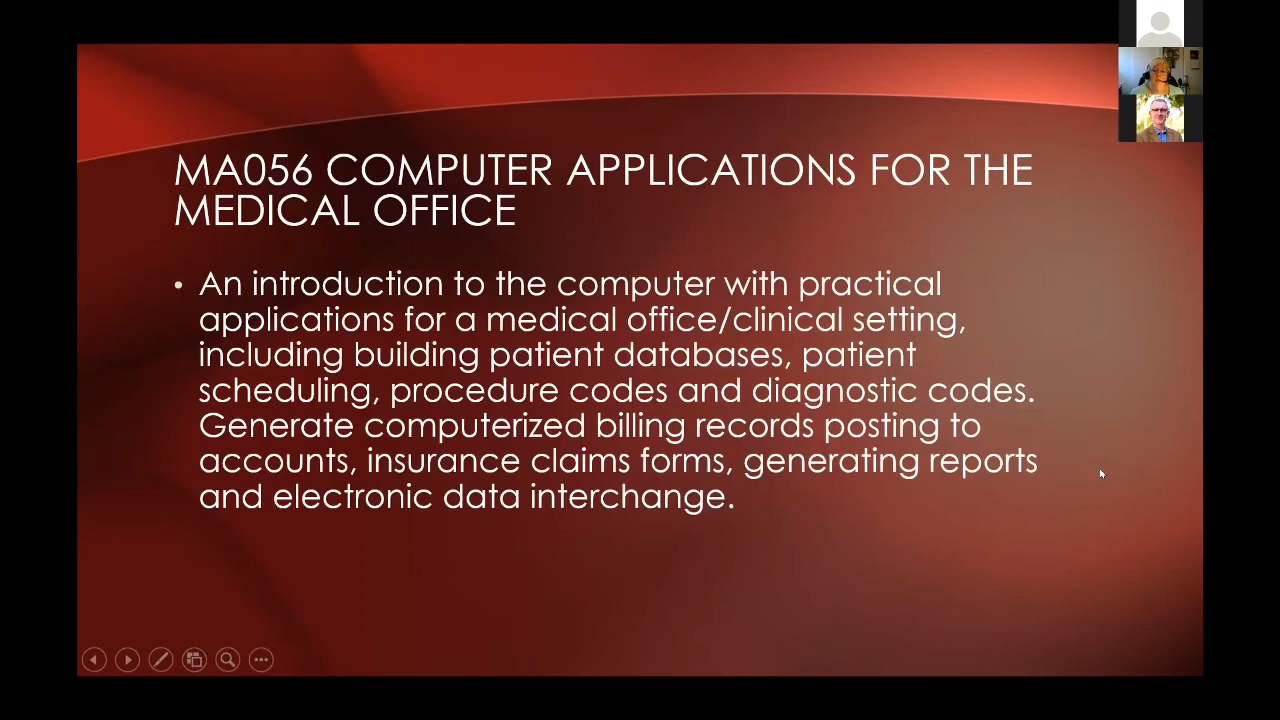 MA056 COMPUTER APPLICATIONS FOR THE
MEDICAL OFFICE
• An introduction to the computer with practical
applications for a medical office/clinical setting,
including building patient databases, patient
scheduling, procedure codes and diagnostic codes.
Generate computerized billing records posting to
accounts, insurance claims forms, generating reports
and electronic data interchange.